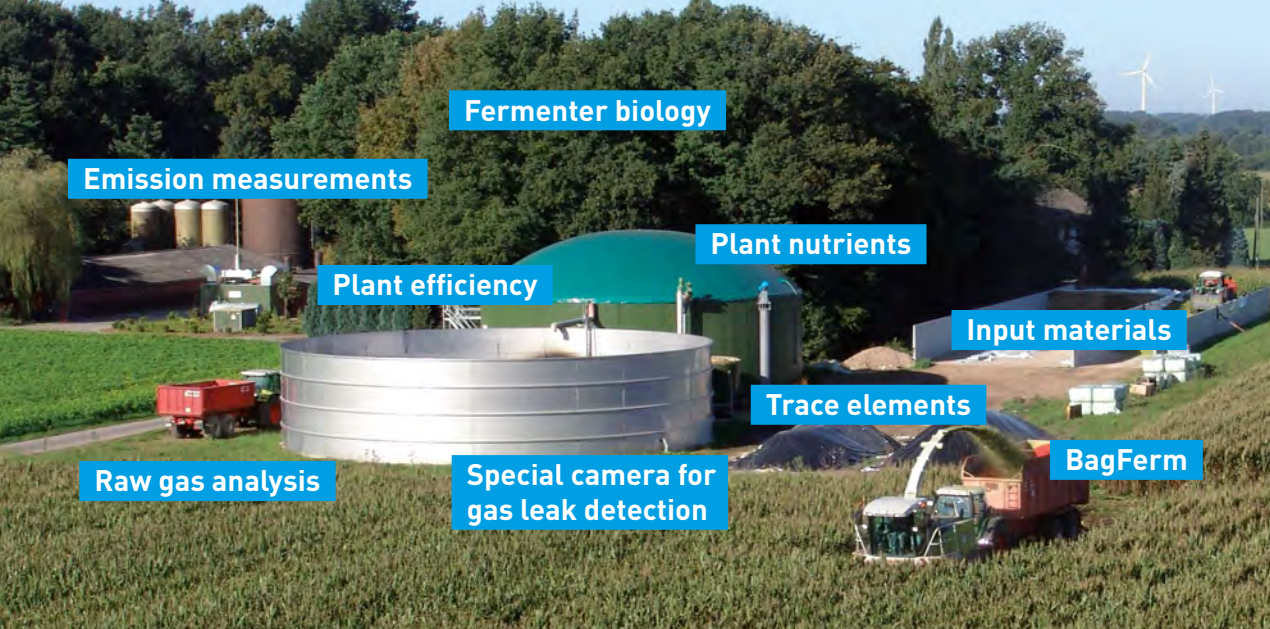 Fermenter biology
Emission measurements
Plant nutrients
Plant efficiency
Input materials
Trace elements
BagFerm
Raw gas analysis
Special camera for
gas leak detection